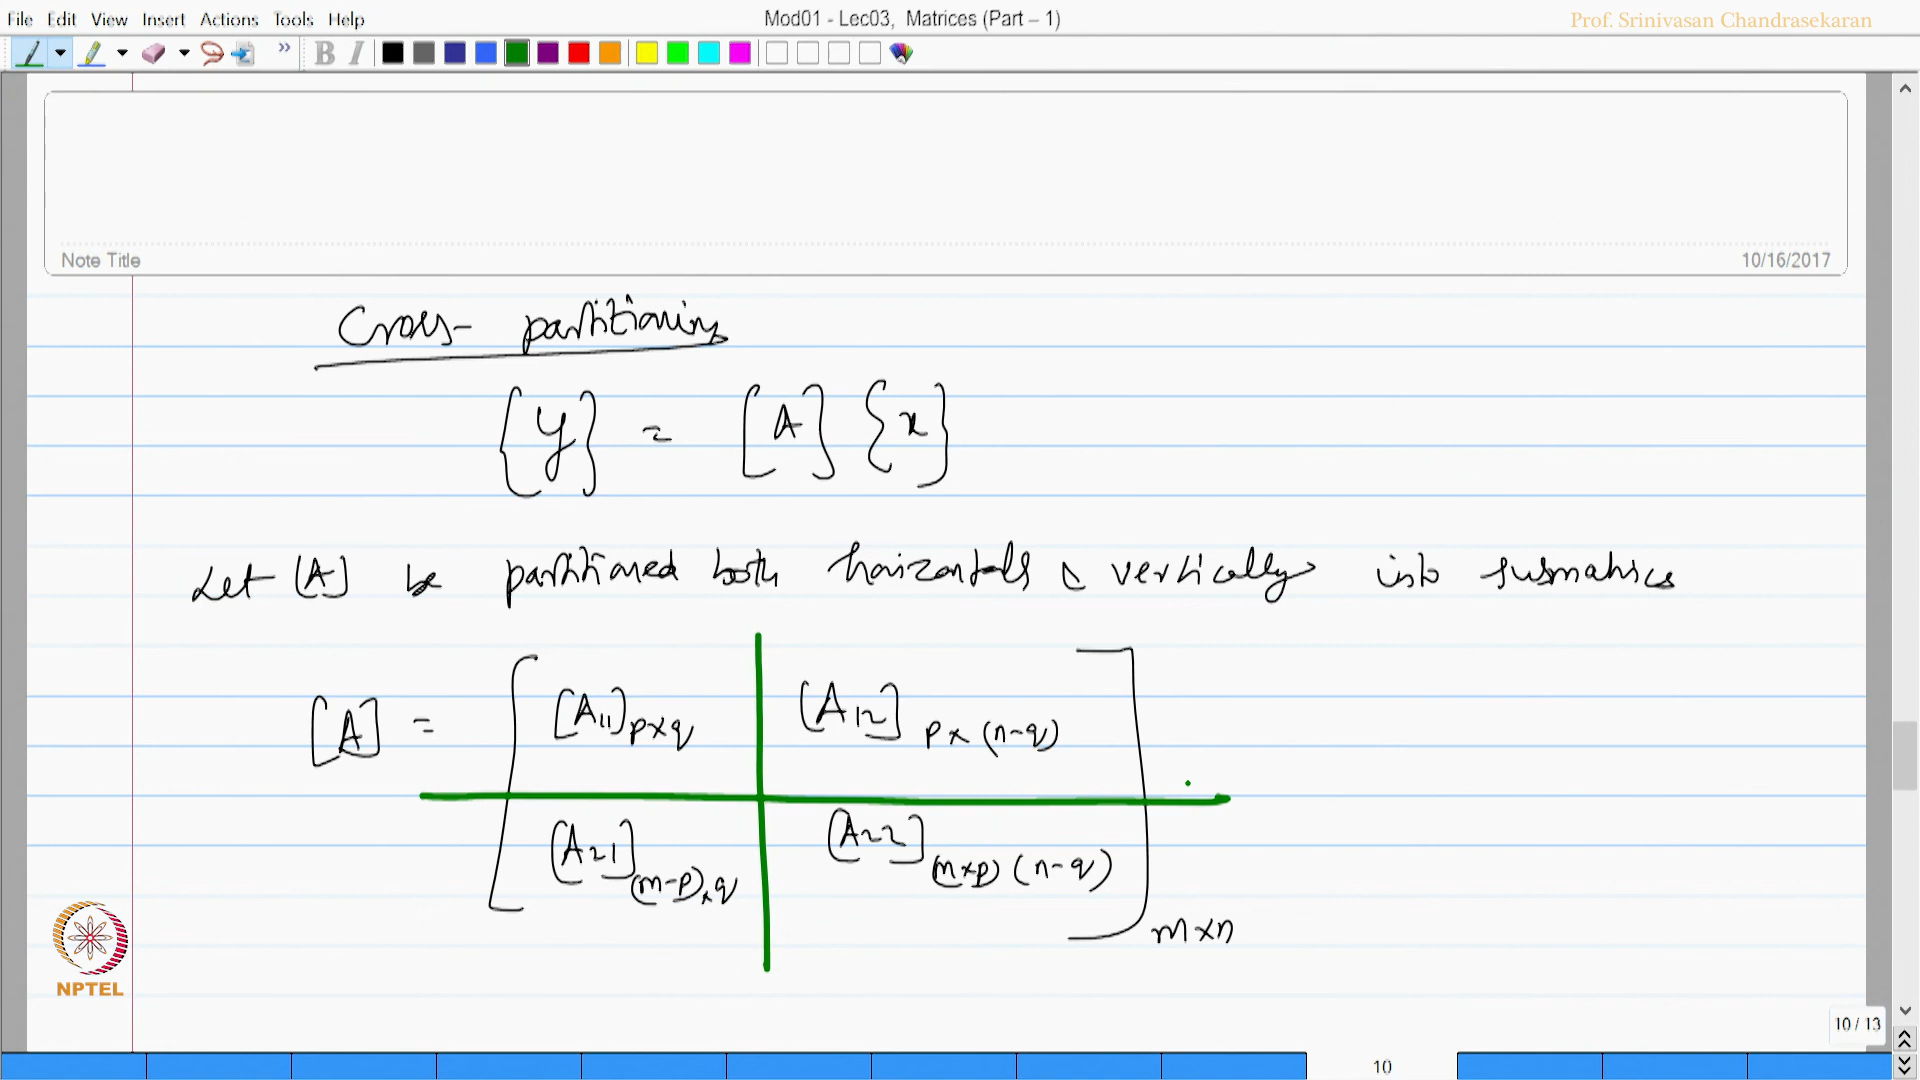 File Edit View Insert Actions Tools Help
Mod01 - Lec03, Matrices (Part – 1)
Prof. Srinivasan Chandrasekaran
B I
Note Title
10/16/2017
Cross- partitioning
{y} = [A] {x}
Let [A] be partitioned both horizontally & vertically into submatrices
[A] = [ [A11]p×q [A12] p×(n-q)
[A21](m-p)×q [A22](m×p)(n-q) ] m×n
NPTEL
10 / 13
10